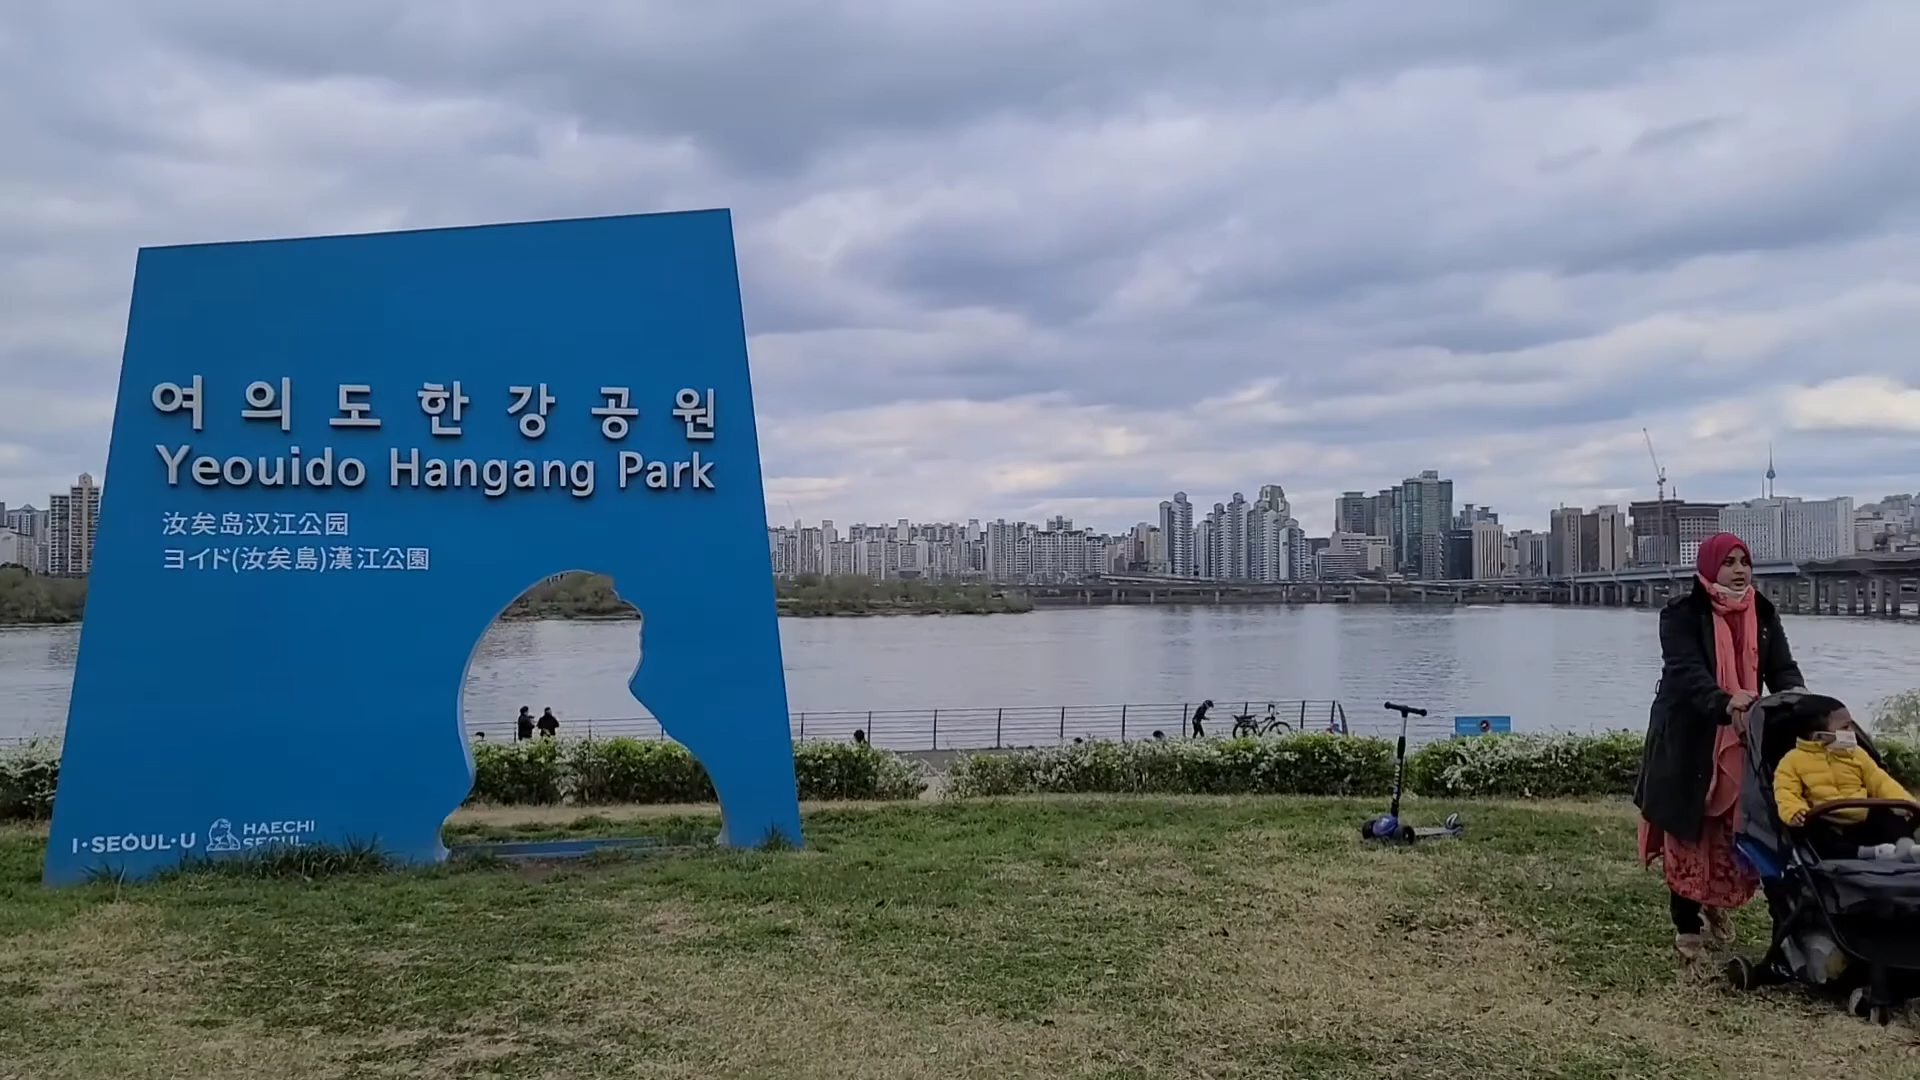 여의도한강공원
Yeouido Hangang Park
汝矣岛汉江公园
ヨイド(汝矣島)漢江公園
I·SEOUL·U
HAECHI
SEOUL